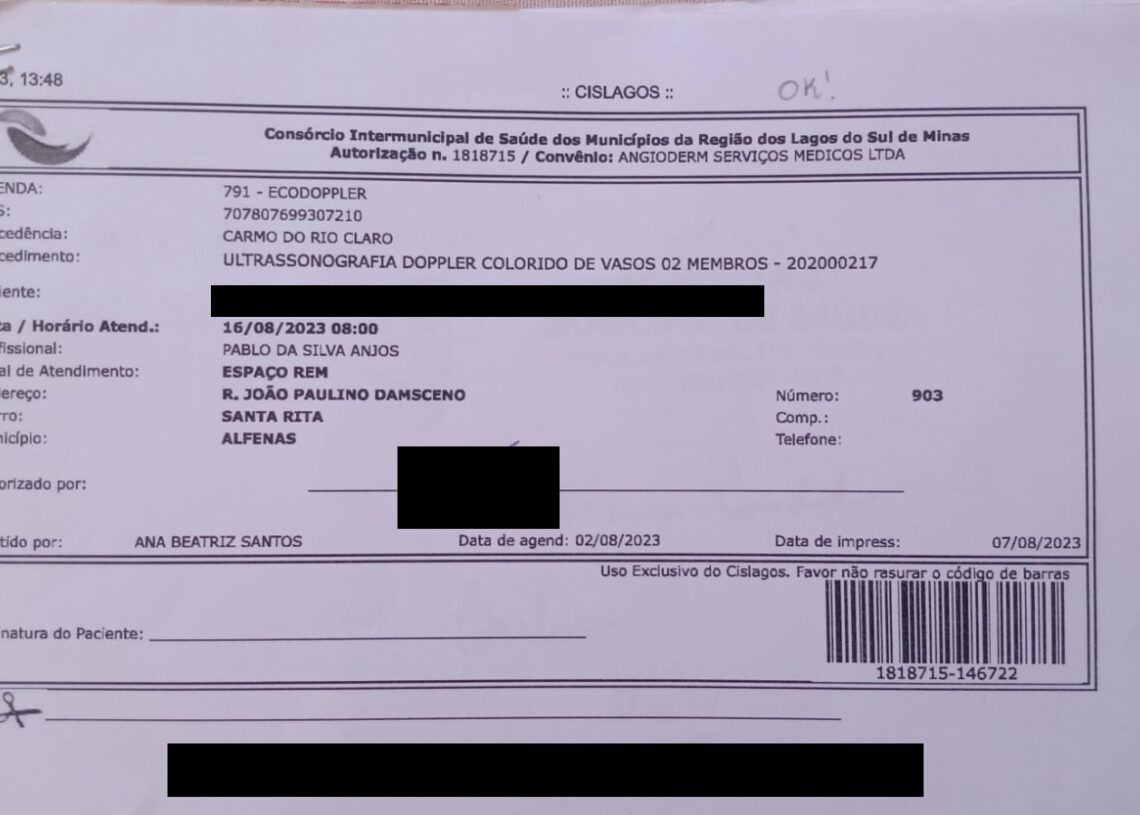 3, 13:48
:: CISLAGOS ::
OK!
Consórcio Intermunicipal de Saúde dos Municípios da Região dos Lagos do Sul de Minas
Autorização n. 1818715 / Convênio: ANGIODERM SERVIÇOS MEDICOS LTDA
ENDA: 791 - ECODOPPLER
S: 707807699307210
cedência: CARMO DO RIO CLARO
cedimento: ULTRASSONOGRAFIA DOPPLER COLORIDO DE VASOS 02 MEMBROS - 202000217
iente:
ta / Horário Atend.: 16/08/2023 08:00
fissional: PABLO DA SILVA ANJOS
al de Atendimento: ESPAÇO REM
ereço: R. JOÃO PAULINO DAMSCENO Número: 903
rro: SANTA RITA Comp.:
nicípio: ALFENAS Telefone:
orizado por:
tido por: ANA BEATRIZ SANTOS Data de agend: 02/08/2023 Data de impress: 07/08/2023
Uso Exclusivo do Cislagos. Favor não rasurar o código de barras
natura do Paciente:
1818715-146722